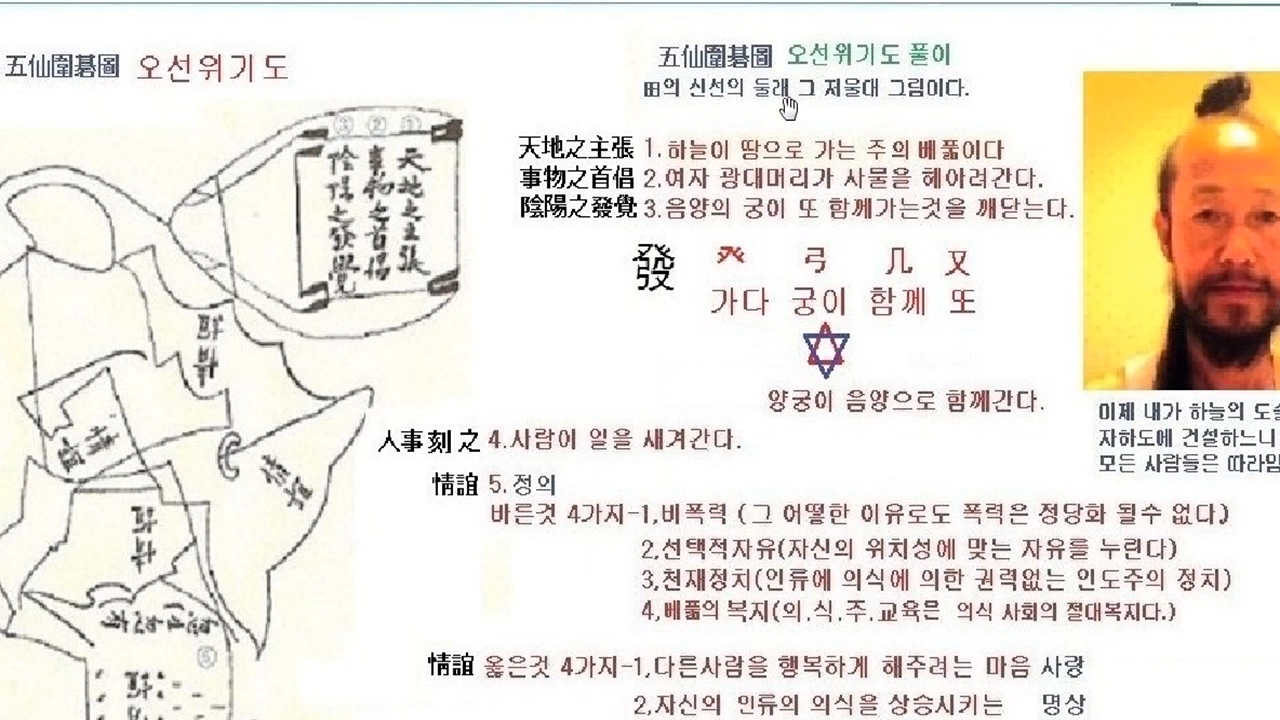 五仙圍碁圖 오선위기도
五仙圍碁圖 오선위기도 풀이
田의 신선의 둘레 그 저울대 그림이다.
③ ② ①
天地之主張
事物之首倡
陰陽之發覺
情誼
情誼
情誼
情誼
⑤
天地之主張 1. 하늘이 땅으로 가는 주의 베풂이다
事物之首倡 2.여자 광대머리가 사물을 헤아려간다.
陰陽之發覺 3.음양의 궁이 또 함께가는것을 깨닫는다.
發 癶 弓 几 又
가다 궁이 함께 또
양궁이 음양으로 함께간다.
人事刻之 4.사람이 일을 새겨간다.
情誼 5. 정의
바른것 4가지-1,비폭력 (그 어떻한 이유로도 폭력은 정당화 될수 없다)
2,선택적자유(자신의 위치성에 맞는 자유를 누린다)
3,천재정치(인류에 의식에 의한 권력없는 인도주의 정치)
4,베풂의 복지(의.식.주.교육은 의식 사회의 절대복지다.)
情誼 옳은것 4가지-1,다른사람을 행복하게 해주려는 마음 사랑
2,자신의 인류의 의식을 상승시키는 명상
이제 내가 하늘의
자하도에 건설하느니
모든 사람들은